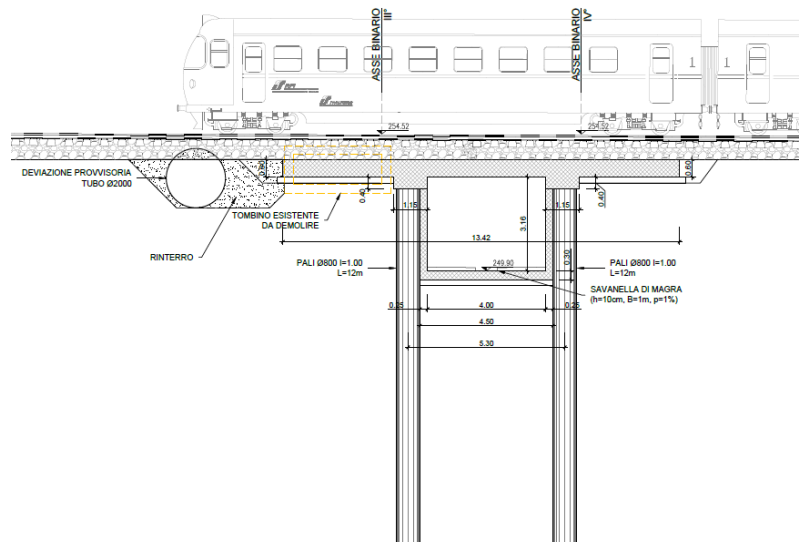 ASSE BINARIO
III°
ASSE BINARIO
IV°
254.52
254.52
DEVIAZIONE PROVVISORIA
TUBO Ø2000
0.60
0.60
0.40
0.40
TOMBINO ESISTENTE
DA DEMOLIRE
1.15
1.15
3.16
RINTERRO
13.42
PALI Ø800 I=1.00
L=12m
249.90
0.30
PALI Ø800 I=1.00
L=12m
SAVANELLA DI MAGRA
(h=10cm, B=1m, p=1%)
0.25
4.00
0.25
4.50
5.30